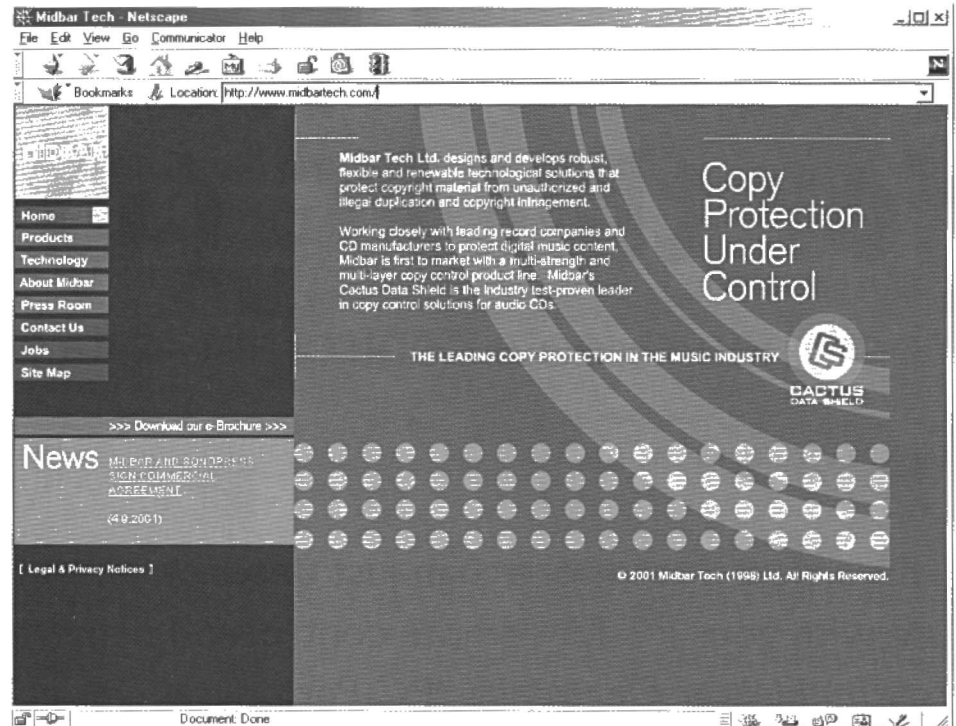 Midbar Tech - Netscape
File Edit View Go Communicator Help
Bookmarks Location: http://www.midbartech.com/
MIDBAR
Home
Products
Technology
About Midbar
Press Room
Contact Us
Jobs
Site Map
>>> Download our e-Brochure >>>
News
MIDBAR AND SONOPRESS
SIGN COMMERCIAL
AGREEMENT
(4.9.2001)
[ Legal & Privacy Notices ]
Midbar Tech Ltd. designs and develops robust,
flexible and renewable technological solutions that
protect copyright material from unauthorized and
illegal duplication and copyright infringement.
Working closely with leading record companies and
CD manufacturers to protect digital music content,
Midbar is first to market with a multi-strength and
multi-layer copy control product line. Midbar's
Cactus Data Shield is the industry test-proven leader
in copy control solutions for audio CDs.
Copy
Protection
Under
Control
THE LEADING COPY PROTECTION IN THE MUSIC INDUSTRY
CACTUS
DATA SHIELD
© 2001 Midbar Tech (1998) Ltd. All Rights Reserved.
Document: Done